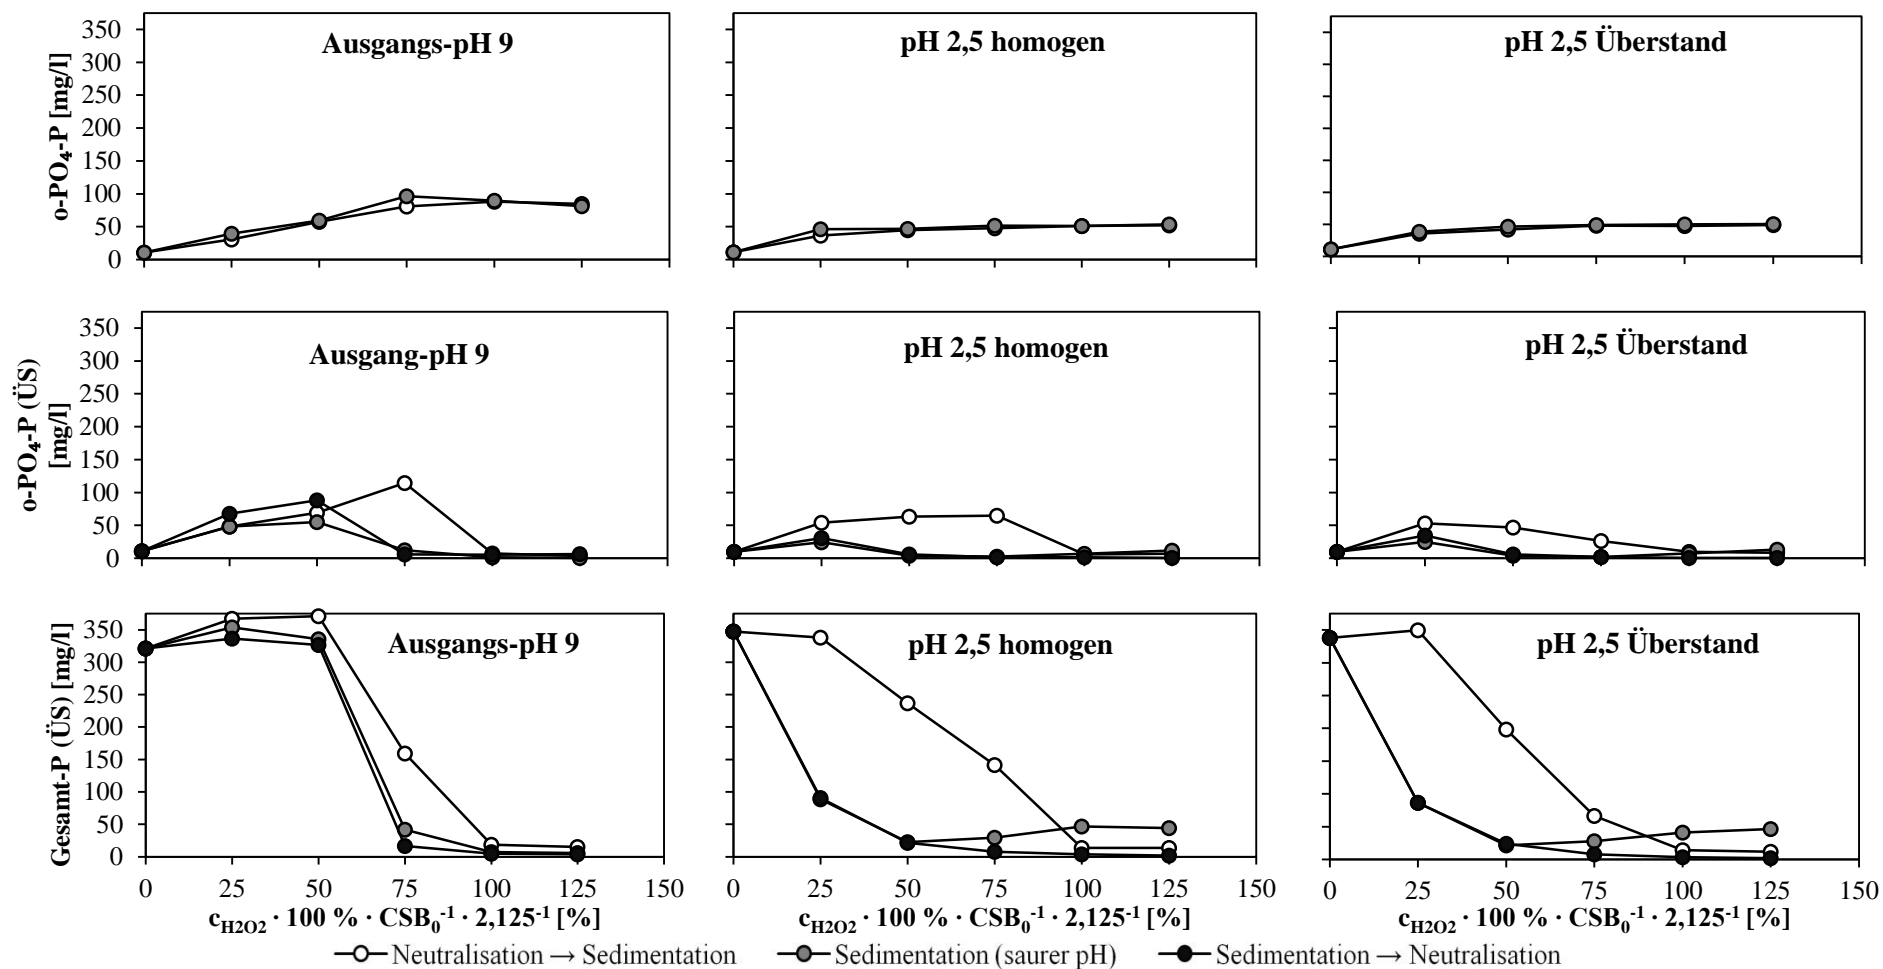 Ausgangs-pH 9
pH 2,5 homogen
pH 2,5 Überstand
o-PO₄-P [mg/l]
350
300
250
200
150
100
50
0
Ausgang-pH 9
pH 2,5 homogen
pH 2,5 Überstand
o-PO₄-P (ÜS)
[mg/l]
350
300
250
200
150
100
50
0
Ausgangs-pH 9
pH 2,5 homogen
pH 2,5 Überstand
Gesamt-P (ÜS) [mg/l]
350
300
250
200
150
100
50
0
0 25 50 75 100 125 150
0 25 50 75 100 125 150
0 25 50 75 100 125 150
c_H2O2 · 100 % · CSB₀⁻¹ · 2,125⁻¹ [%]
c_H2O2 · 100 % · CSB₀⁻¹ · 2,125⁻¹ [%]
c_H2O2 · 100 % · CSB₀⁻¹ · 2,125⁻¹ [%]
Neutralisation → Sedimentation
Sedimentation (saurer pH)
Sedimentation → Neutralisation